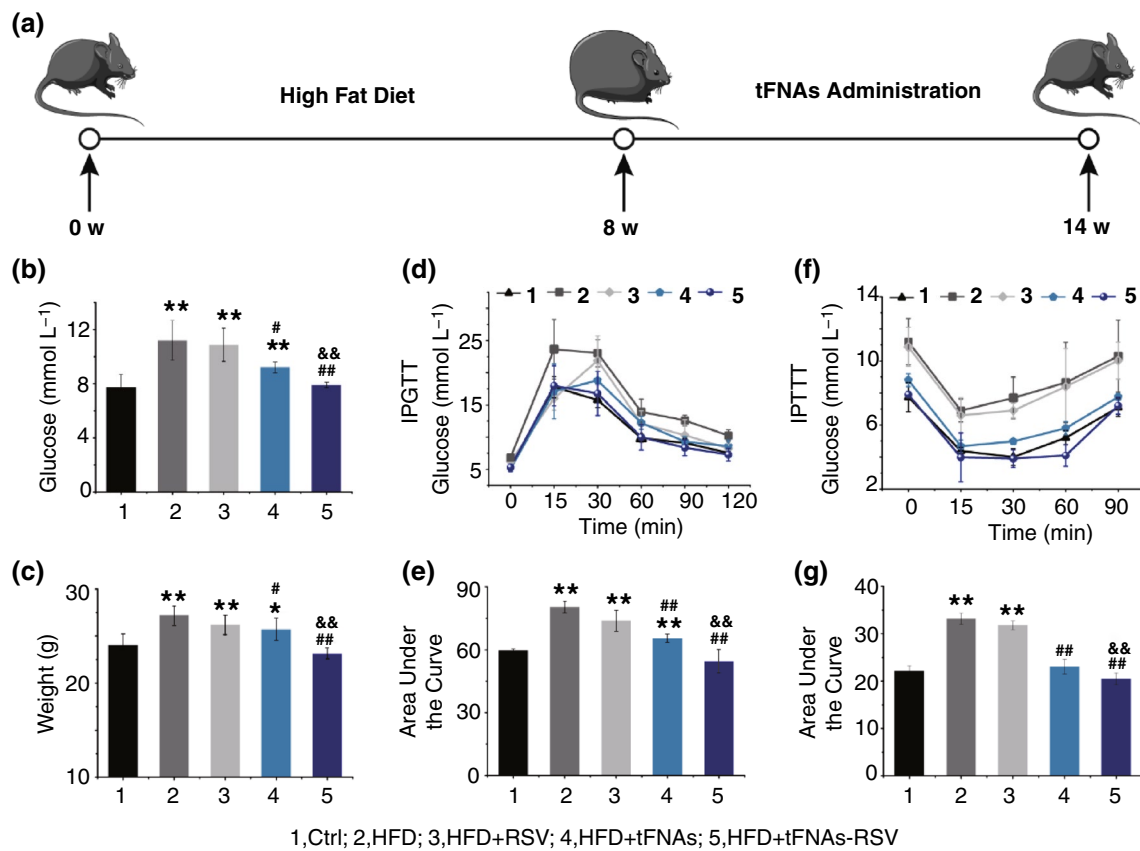 (a)
High Fat Diet
tFNAs Administration
0 w
8 w
14 w
(b)
Glucose (mmol L−1)
12
8
4
0
**
**
#
**
&&
##
1 2 3 4 5
(d)
1 2 3 4 5
IPGTT
Glucose (mmol L−1)
25
15
5
0 15 30 60 90 120
Time (min)
(f)
1 2 3 4 5
IPTTT
Glucose (mmol L−1)
14
10
6
2
0 15 30 60 90
Time (min)
(c)
Weight (g)
30
20
10
**
**
#
*
&&
##
1 2 3 4 5
(e)
Area Under
the Curve
90
60
30
0
**
**
##
**
&&
##
1 2 3 4 5
(g)
Area Under
the Curve
40
30
20
10
0
**
**
##
&&
##
1 2 3 4 5
1,Ctrl; 2,HFD; 3,HFD+RSV; 4,HFD+tFNAs; 5,HFD+tFNAs-RSV